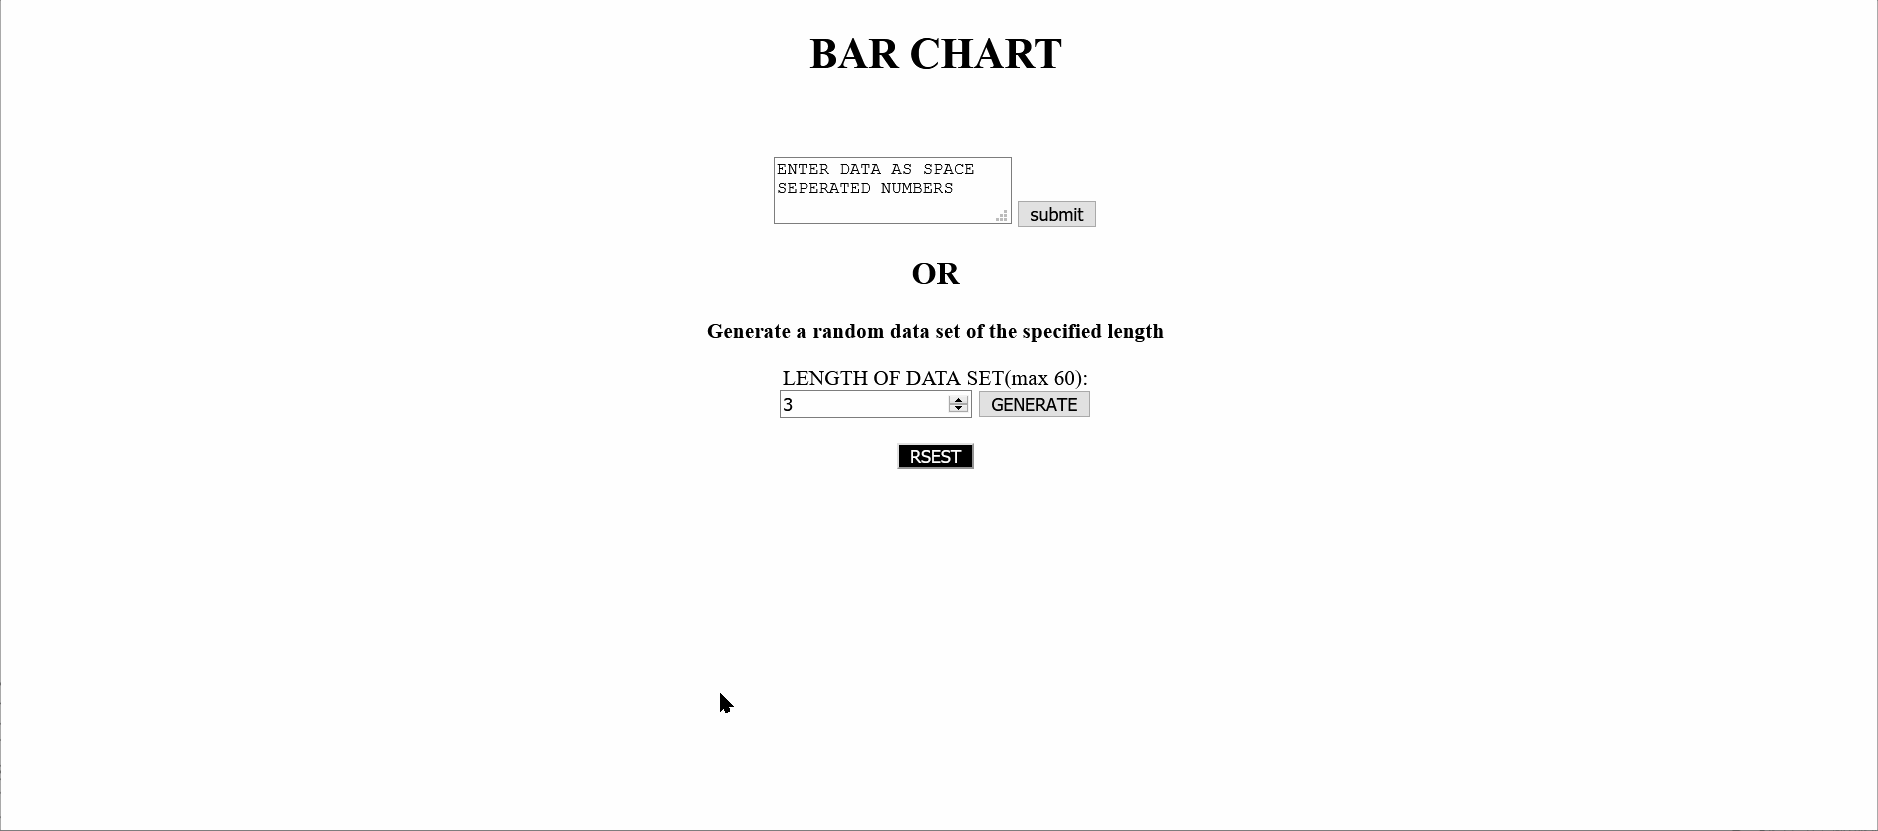 BAR CHART
ENTER DATA AS SPACE
SEPERATED NUMBERS
submit
OR
Generate a random data set of the specified length
LENGTH OF DATA SET(max 60):
3 GENERATE
RSEST